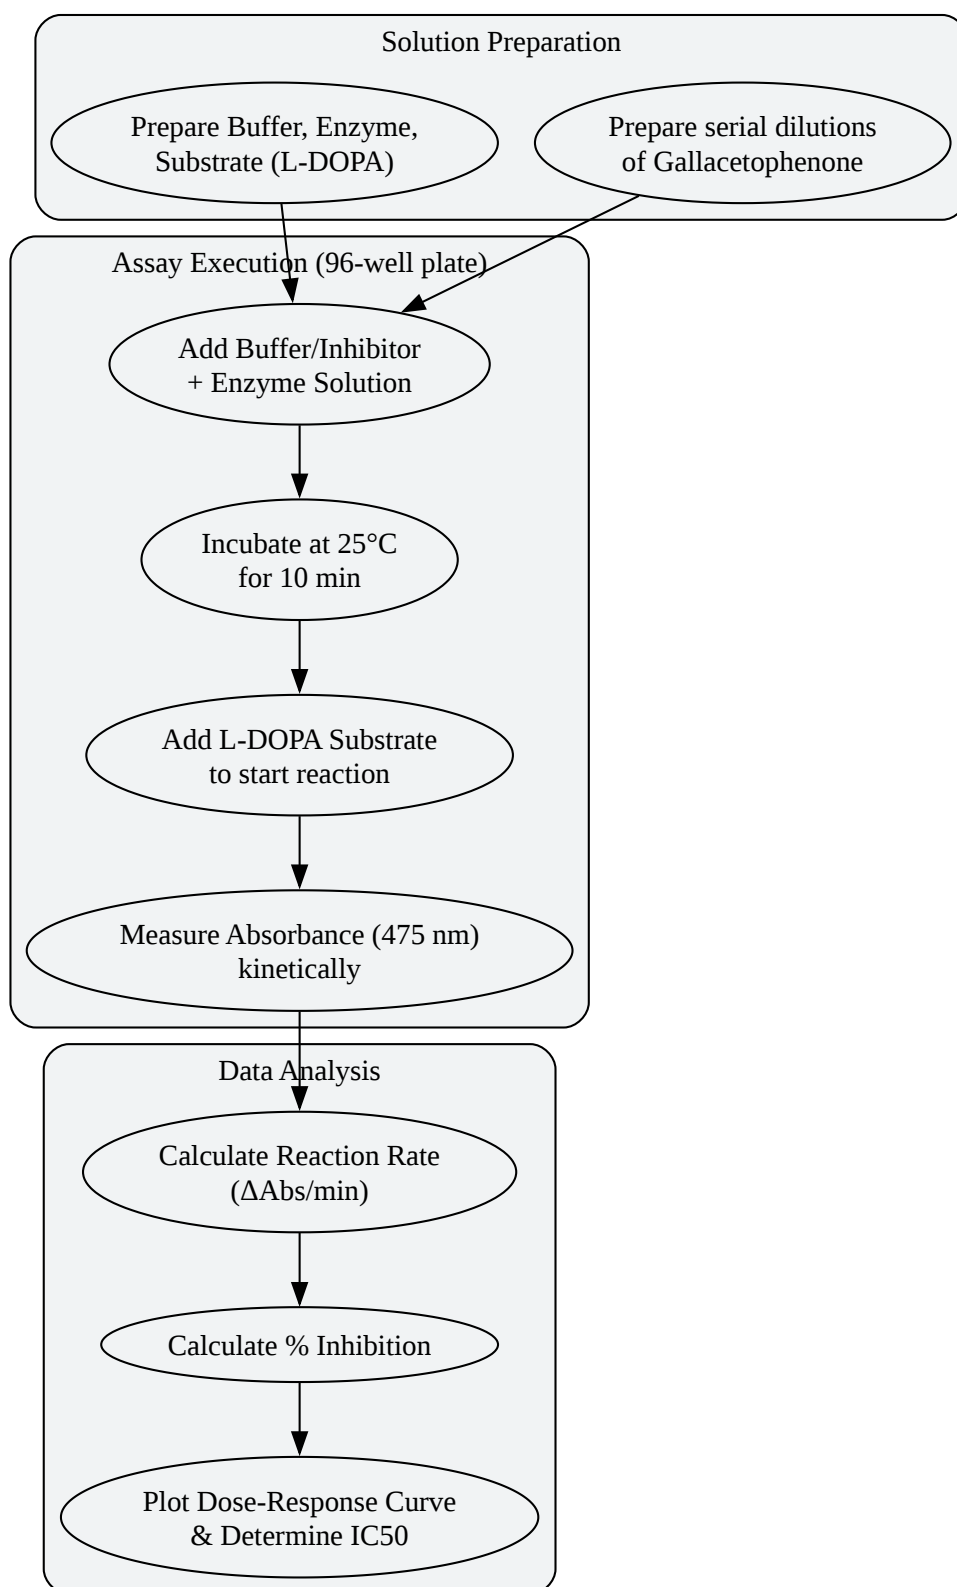 Solution Preparation
Prepare Buffer, Enzyme,
Substrate (L-DOPA)
Prepare serial dilutions
of Gallacetophenone
Assay Execution (96-well plate)
Add Buffer/Inhibitor
+ Enzyme Solution
Incubate at 25°C
for 10 min
Add L-DOPA Substrate
to start reaction
Measure Absorbance (475 nm)
kinetically
Data Analysis
Calculate Reaction Rate
(ΔAbs/min)
Calculate % Inhibition
Plot Dose-Response Curve
& Determine IC50